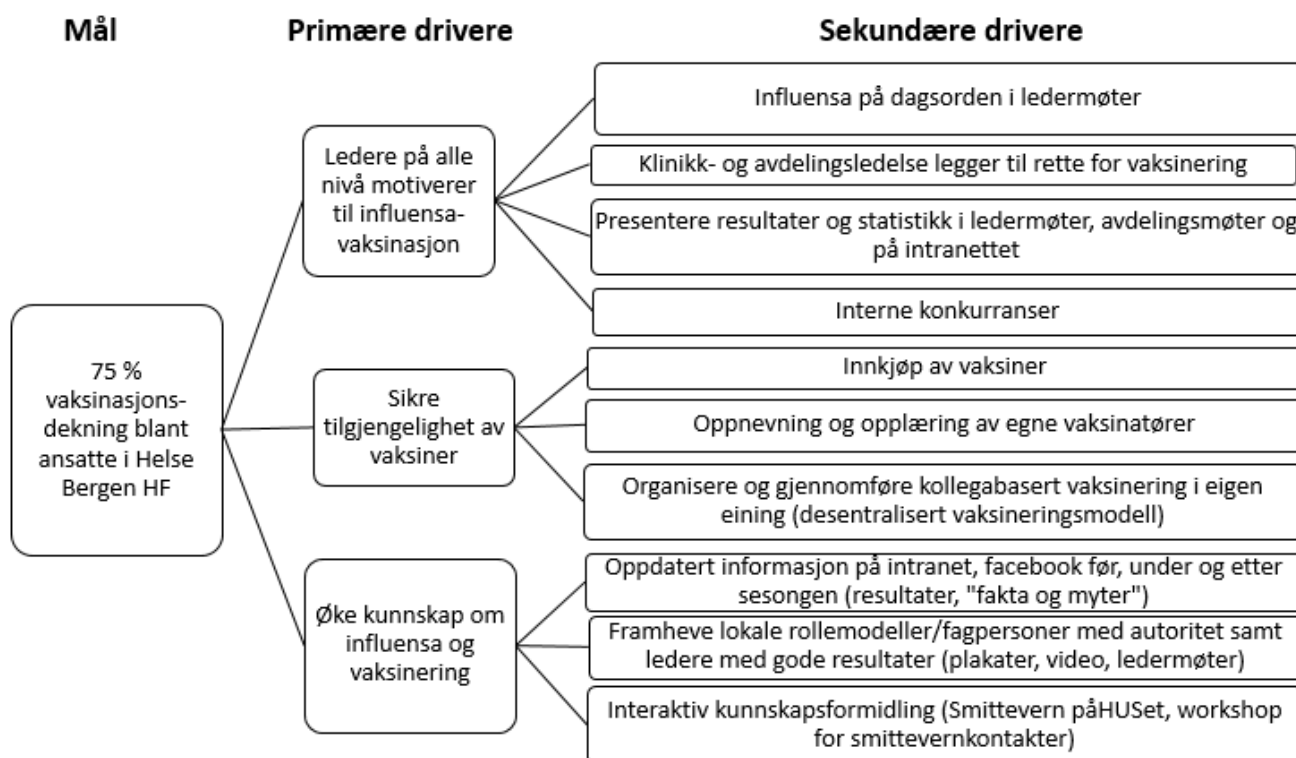 Mål
Primære drivere
Sekundære drivere
75 %
vaksinasjons-
dekning blant
ansatte i Helse
Bergen HF
Ledere på alle
nivå motiverer
til influensa-
vaksinasjon
Influensa på dagsorden i ledermøter
Klinikk- og avdelingsledelse legger til rette for vaksinering
Presentere resultater og statistikk i ledermøter, avdelingsmøter og
på intranettet
Interne konkurranser
Sikre
tilgjengelighet av
vaksiner
Innkjøp av vaksiner
Oppnevning og opplæring av egne vaksinatører
Organisere og gjennomføre kollegabasert vaksinering i eigen
eining (desentralisert vaksineringsmodell)
Øke kunnskap om
influensa og
vaksinering
Oppdatert informasjon på intranet, facebook før, under og etter
sesongen (resultater, "fakta og myter")
Framheve lokale rollemodeller/fagpersoner med autoritet samt
ledere med gode resultater (plakater, video, ledermøter)
Interaktiv kunnskapsformidling (Smittevern påHUSet, workshop
for smittevernkontakter)